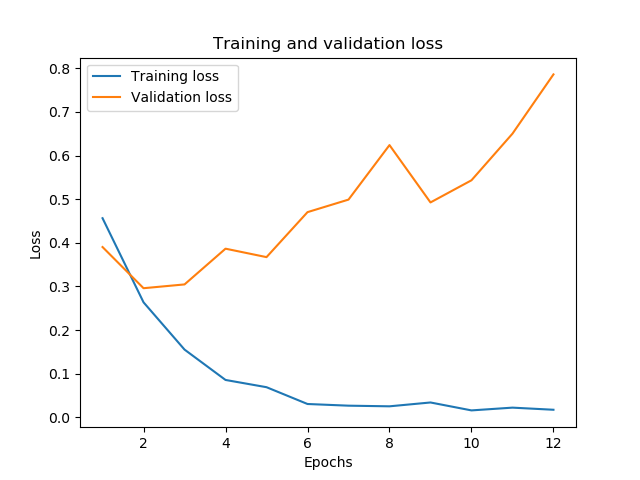 Training and validation loss
Training loss
Validation loss
0.8
0.7
0.6
0.5
0.4
0.3
0.2
0.1
0.0
Loss
2 4 6 8 10 12
Epochs